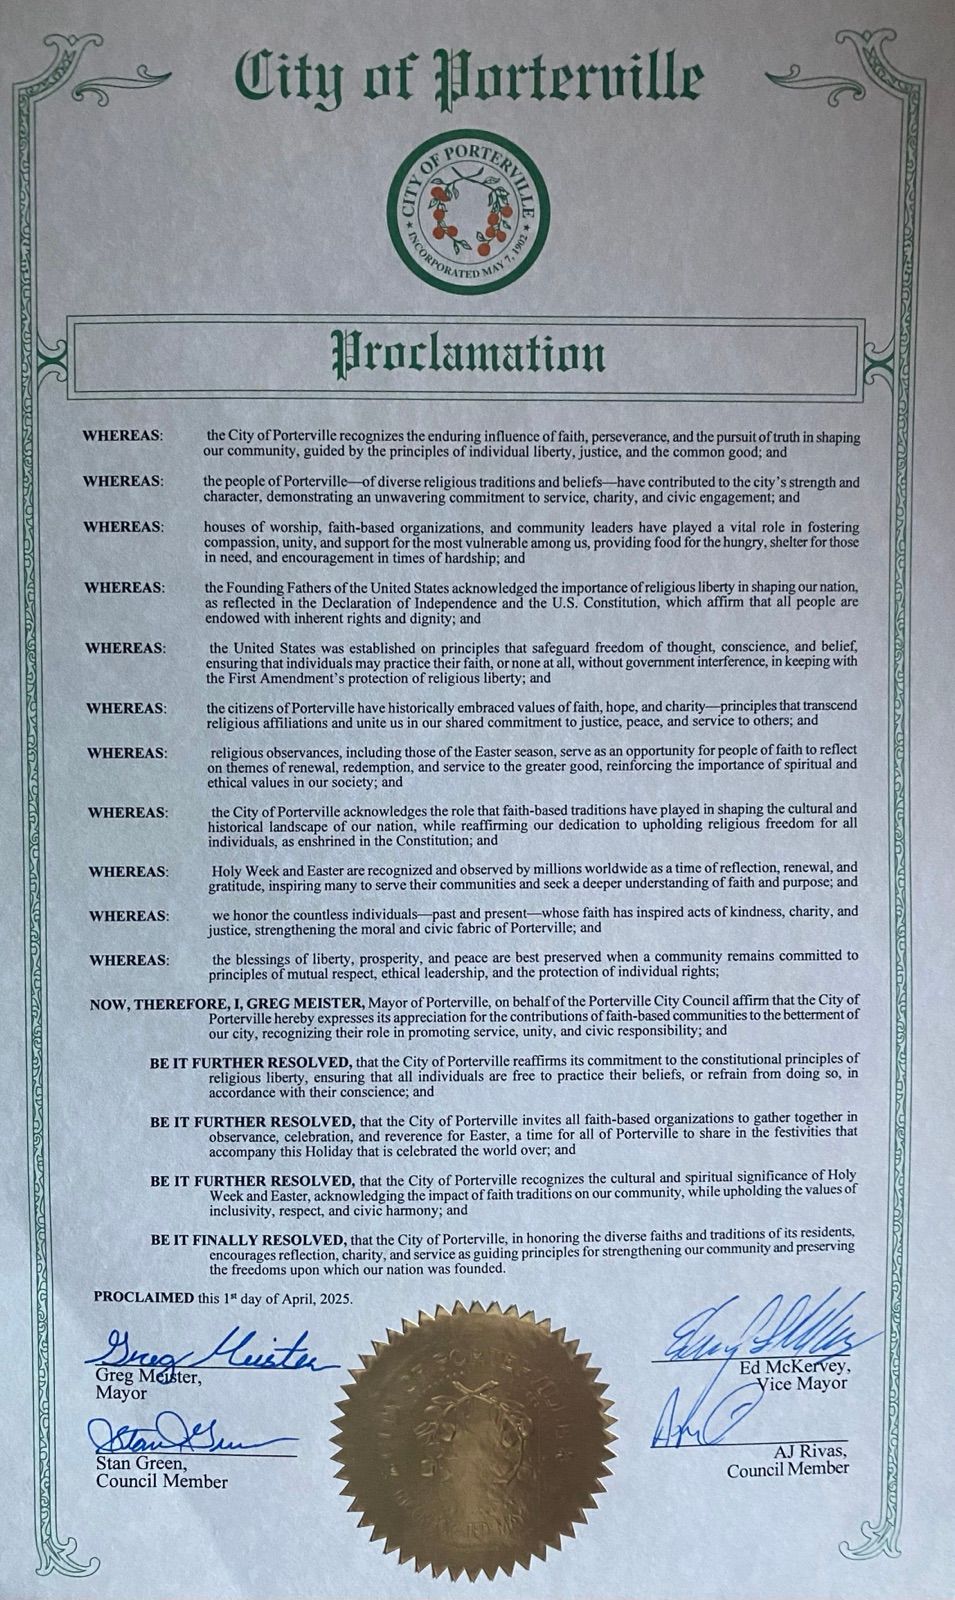 City of Porterville
CITY OF PORTERVILLE
★ INCORPORATED MAY 7, 1902 ★
Proclamation
WHEREAS: the City of Porterville recognizes the enduring influence of faith, perseverance, and the pursuit of truth in shaping
our community, guided by the principles of individual liberty, justice, and the common good; and
WHEREAS: the people of Porterville—of diverse religious traditions and beliefs—have contributed to the city's strength and
character, demonstrating an unwavering commitment to service, charity, and civic engagement; and
WHEREAS: houses of worship, faith-based organizations, and community leaders have played a vital role in fostering
compassion, unity, and support for the most vulnerable among us, providing food for the hungry, shelter for those
in need, and encouragement in times of hardship; and
WHEREAS: the Founding Fathers of the United States acknowledged the importance of religious liberty in shaping our nation,
as reflected in the Declaration of Independence and the U.S. Constitution, which affirm that all people are
endowed with inherent rights and dignity; and
WHEREAS: the United States was established on principles that safeguard freedom of thought, conscience, and belief,
ensuring that individuals may practice their faith, or none at all, without government interference, in keeping with
the First Amendment's protection of religious liberty; and
WHEREAS: the citizens of Porterville have historically embraced values of faith, hope, and charity—principles that transcend
religious affiliations and unite us in our shared commitment to justice, peace, and service to others; and
WHEREAS: religious observances, including those of the Easter season, serve as an opportunity for people of faith to reflect
on themes of renewal, redemption, and service to the greater good, reinforcing the importance of spiritual and
ethical values in our society; and
WHEREAS: the City of Porterville acknowledges the role that faith-based traditions have played in shaping the cultural and
historical landscape of our nation, while reaffirming our dedication to upholding religious freedom for all
individuals, as enshrined in the Constitution; and
WHEREAS: Holy Week and Easter are recognized and observed by millions worldwide as a time of reflection, renewal, and
gratitude, inspiring many to serve their communities and seek a deeper understanding of faith and purpose; and
WHEREAS: we honor the countless individuals—past and present—whose faith has inspired acts of kindness, charity, and
justice, strengthening the moral and civic fabric of Porterville; and
WHEREAS: the blessings of liberty, prosperity, and peace are best preserved when a community remains committed to
principles of mutual respect, ethical leadership, and the protection of individual rights;
NOW, THEREFORE, I, GREG MEISTER, Mayor of Porterville, on behalf of the Porterville City Council affirm that the City of
Porterville hereby expresses its appreciation for the contributions of faith-based communities to the betterment of
our city, recognizing their role in promoting service, unity, and civic responsibility; and
BE IT FURTHER RESOLVED, that the City of Porterville reaffirms its commitment to the constitutional principles of
religious liberty, ensuring that all individuals are free to practice their beliefs, or refrain from doing so, in
accordance with their conscience; and
BE IT FURTHER RESOLVED, that the City of Porterville invites all faith-based organizations to gather together in
observance, celebration, and reverence for Easter, a time for all of Porterville to share in the festivities that
accompany this Holiday that is celebrated the world over; and
BE IT FURTHER RESOLVED, that the City of Porterville recognizes the cultural and spiritual significance of Holy
Week and Easter, acknowledging the impact of faith traditions on our community, while upholding the values of
inclusivity, respect, and civic harmony; and
BE IT FINALLY RESOLVED, that the City of Porterville, in honoring the diverse faiths and traditions of its residents,
encourages reflection, charity, and service as guiding principles for strengthening our community and preserving
the freedoms upon which our nation was founded.
PROCLAIMED this 1st day of April, 2025.
Greg Meister
Greg Meister,
Mayor
Stan Green
Stan Green,
Council Member
Ed McKervey,
Vice Mayor
AJ Rivas,
Council Member